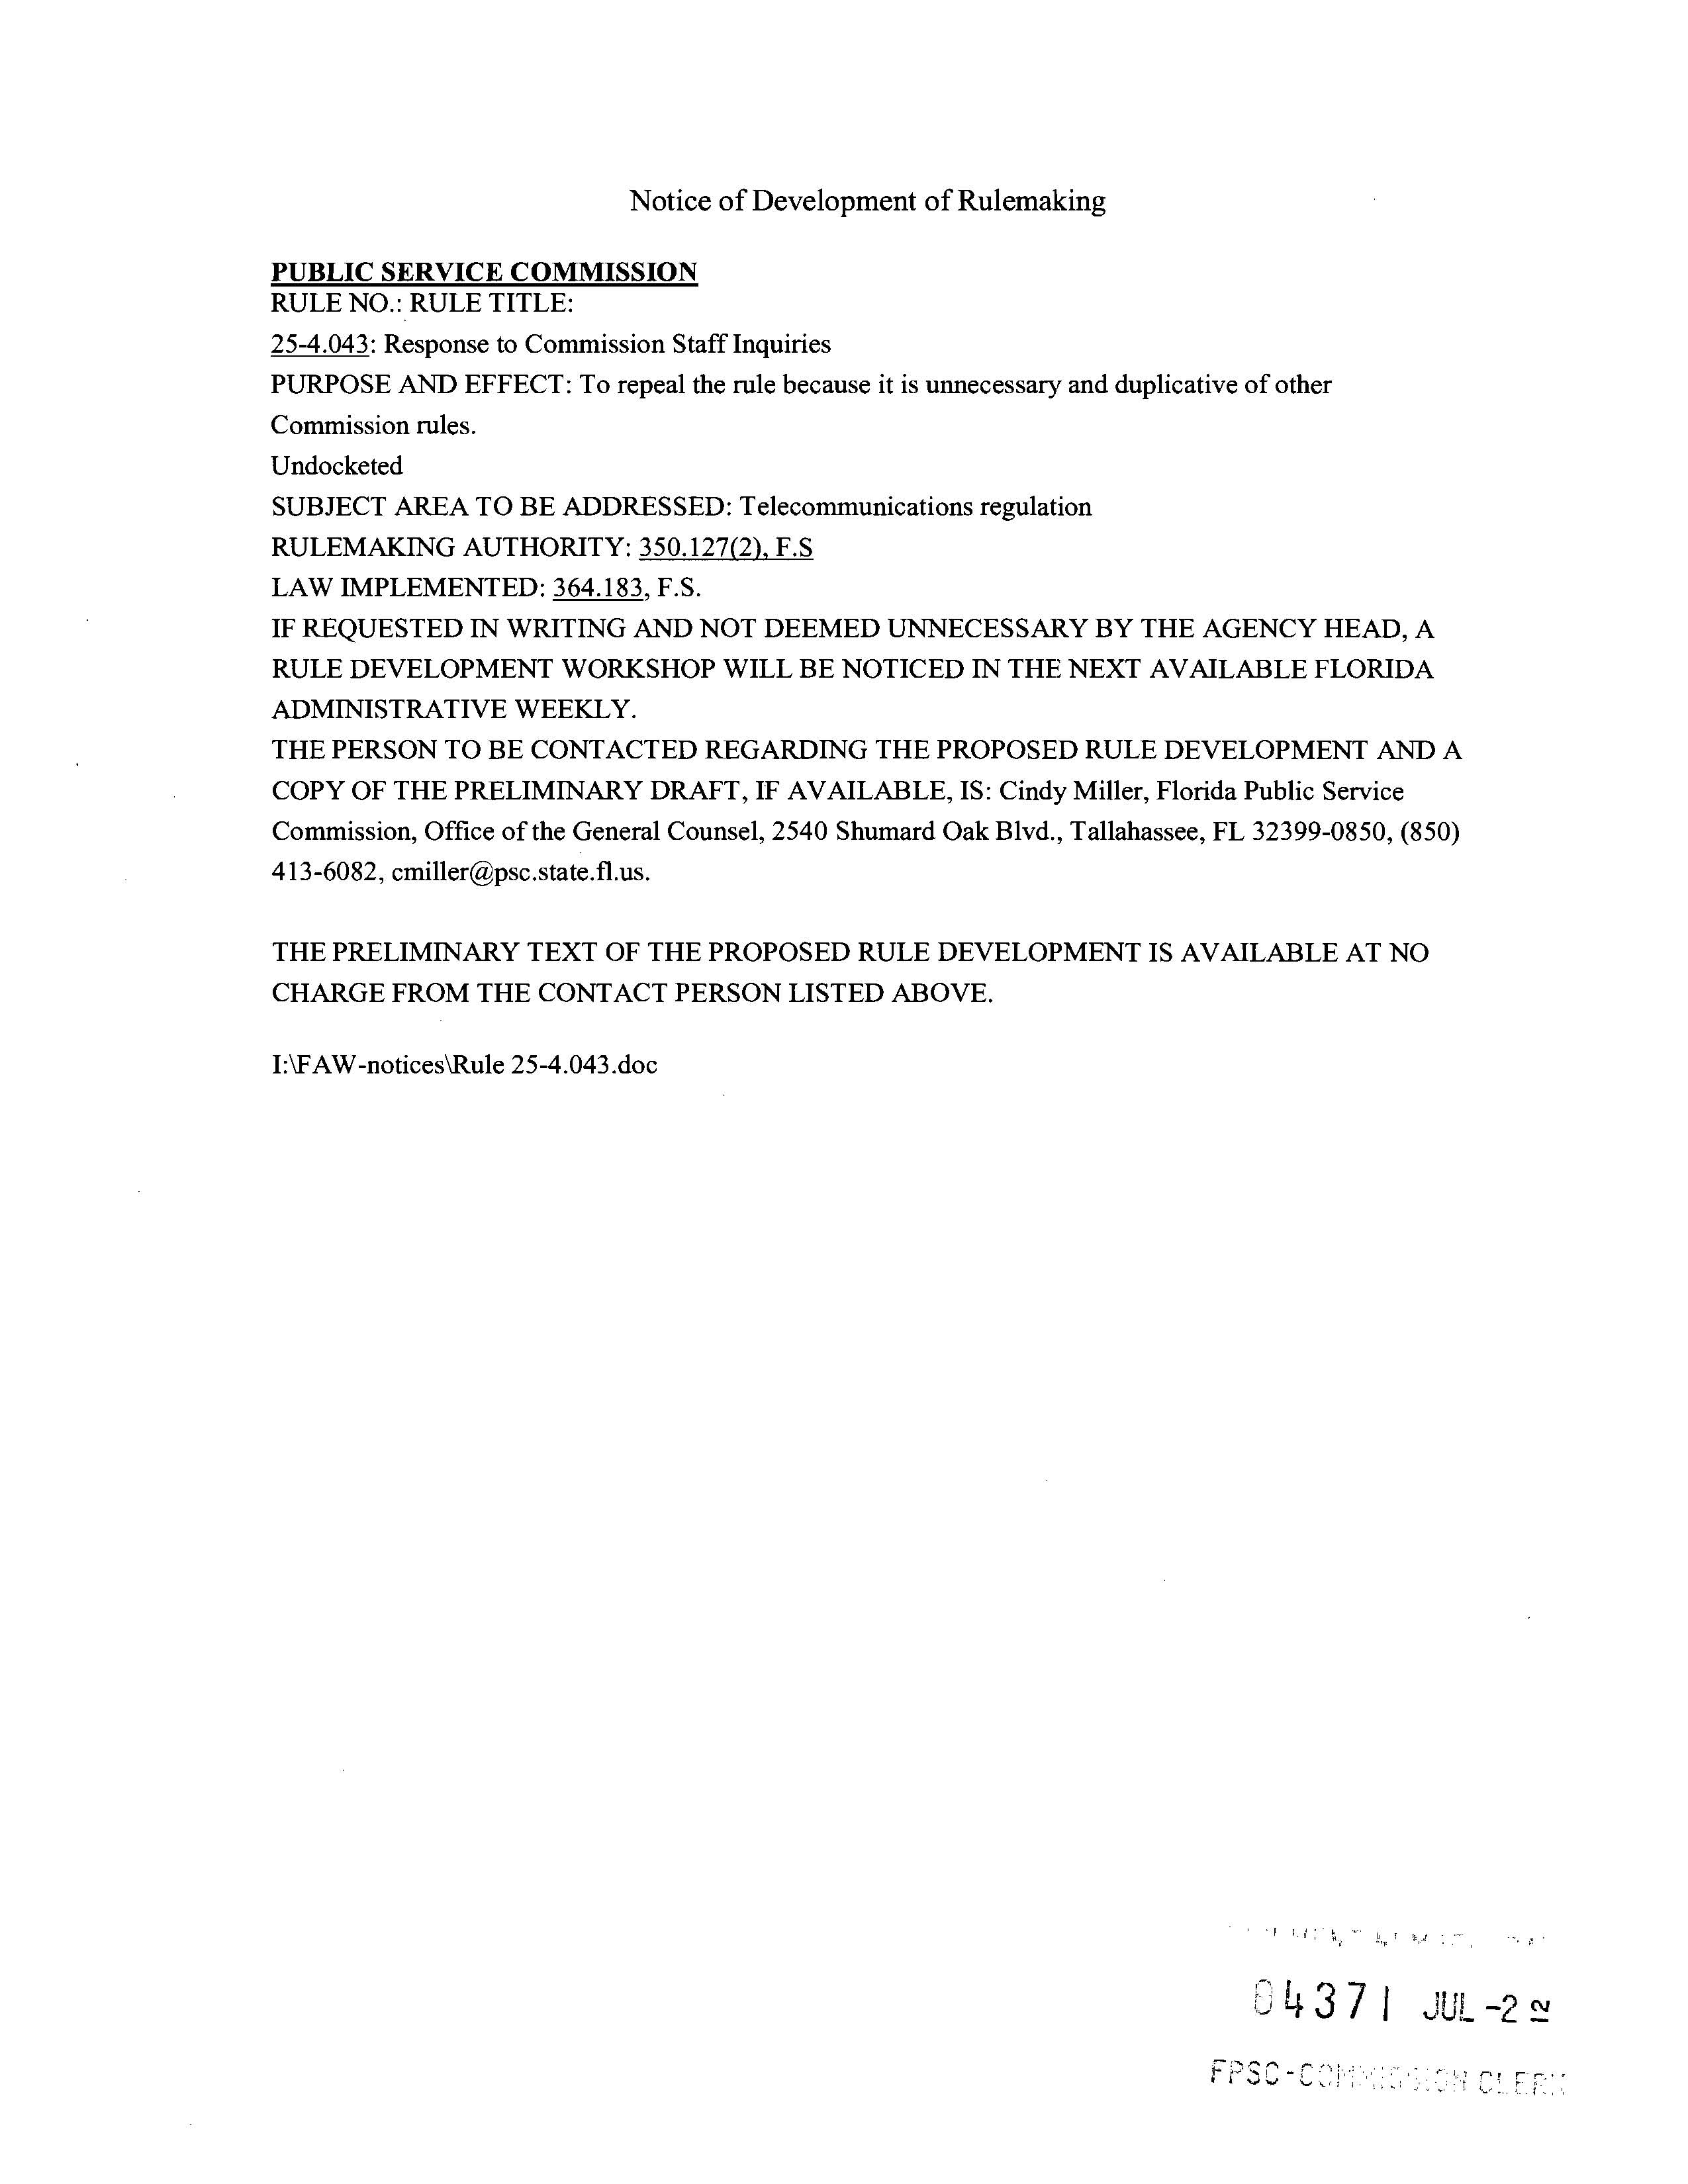 Notice of Development of Rulemaking
PUBLIC SERVICE COMMISSION
RULE NO.: RULE TITLE:
25-4.043: Response to Commission Staff Inquiries
PURPOSE AND EFFECT: To repeal the rule because it is unnecessary and duplicative of other
Commission rules.
Undocketed
SUBJECT AREA TO BE ADDRESSED: Telecommunications regulation
RULEMAKING AUTHORITY: 350.127(2), F.S
LAW IMPLEMENTED: 364.183, F.S.
IF REQUESTED IN WRITING AND NOT DEEMED UNNECESSARY BY THE AGENCY HEAD, A
RULE DEVELOPMENT WORKSHOP WILL BE NOTICED IN THE NEXT AVAILABLE FLORIDA
ADMINISTRATIVE WEEKLY.
THE PERSON TO BE CONTACTED REGARDING THE PROPOSED RULE DEVELOPMENT AND A
COPY OF THE PRELIMINARY DRAFT, IF AVAILABLE, IS: Cindy Miller, Florida Public Service
Commission, Office of the General Counsel, 2540 Shumard Oak Blvd., Tallahassee, FL 32399-0850, (850)
413-6082, cmiller@psc.state.fl.us.
THE PRELIMINARY TEXT OF THE PROPOSED RULE DEVELOPMENT IS AVAILABLE AT NO
CHARGE FROM THE CONTACT PERSON LISTED ABOVE.
I:\FAW-notices\Rule 25-4.043.doc
04371 JUL-2 12
FPSC-COMMISSION CLERK